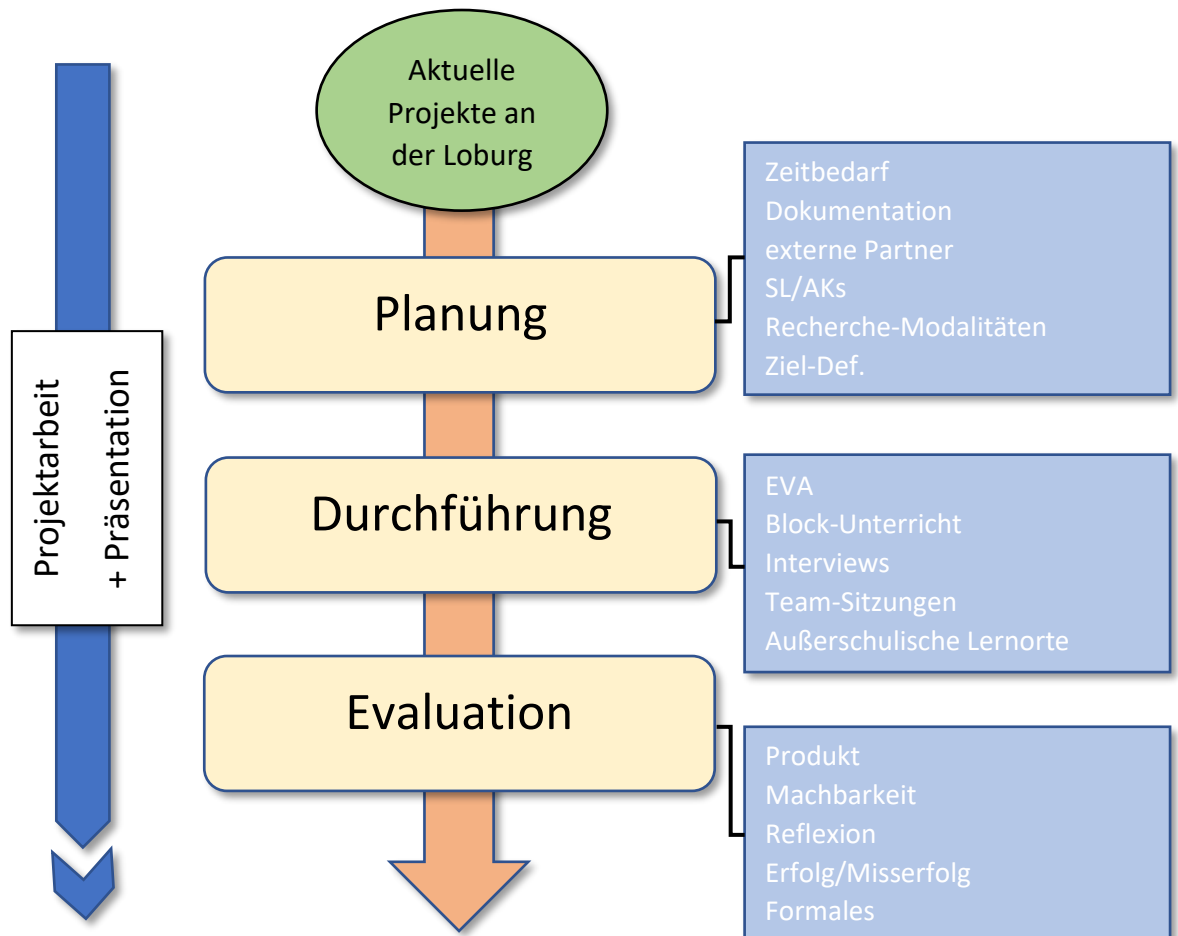 Aktuelle
Projekte an
der Loburg
Projektarbeit
+ Präsentation
Planung
Zeitbedarf
Dokumentation
externe Partner
SL/AKs
Recherche-Modalitäten
Ziel-Def.
Durchführung
EVA
Block-Unterricht
Interviews
Team-Sitzungen
Außerschulische Lernorte
Evaluation
Produkt
Machbarkeit
Reflexion
Erfolg/Misserfolg
Formales